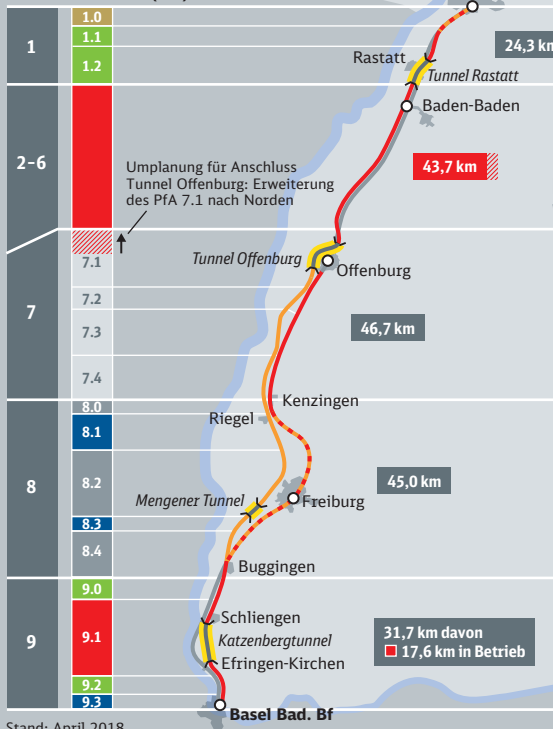 1.0
1.1
1
1.2
24,3 km
Rastatt
Tunnel Rastatt
Baden-Baden
2-6
43,7 km
Umplanung für Anschluss
Tunnel Offenburg: Erweiterung
des PfA 7.1 nach Norden
7.1
Tunnel Offenburg
Offenburg
7
7.2
7.3
46,7 km
7.4
8.0
Kenzingen
Riegel
8.1
8
8.2
45,0 km
Mengener Tunnel
Freiburg
8.3
8.4
Buggingen
9.0
Schliengen
9
9.1
Katzenbergtunnel
31,7 km davon
17,6 km in Betrieb
Efringen-Kirchen
9.2
9.3
Basel Bad. Bf
Stand: April 2018